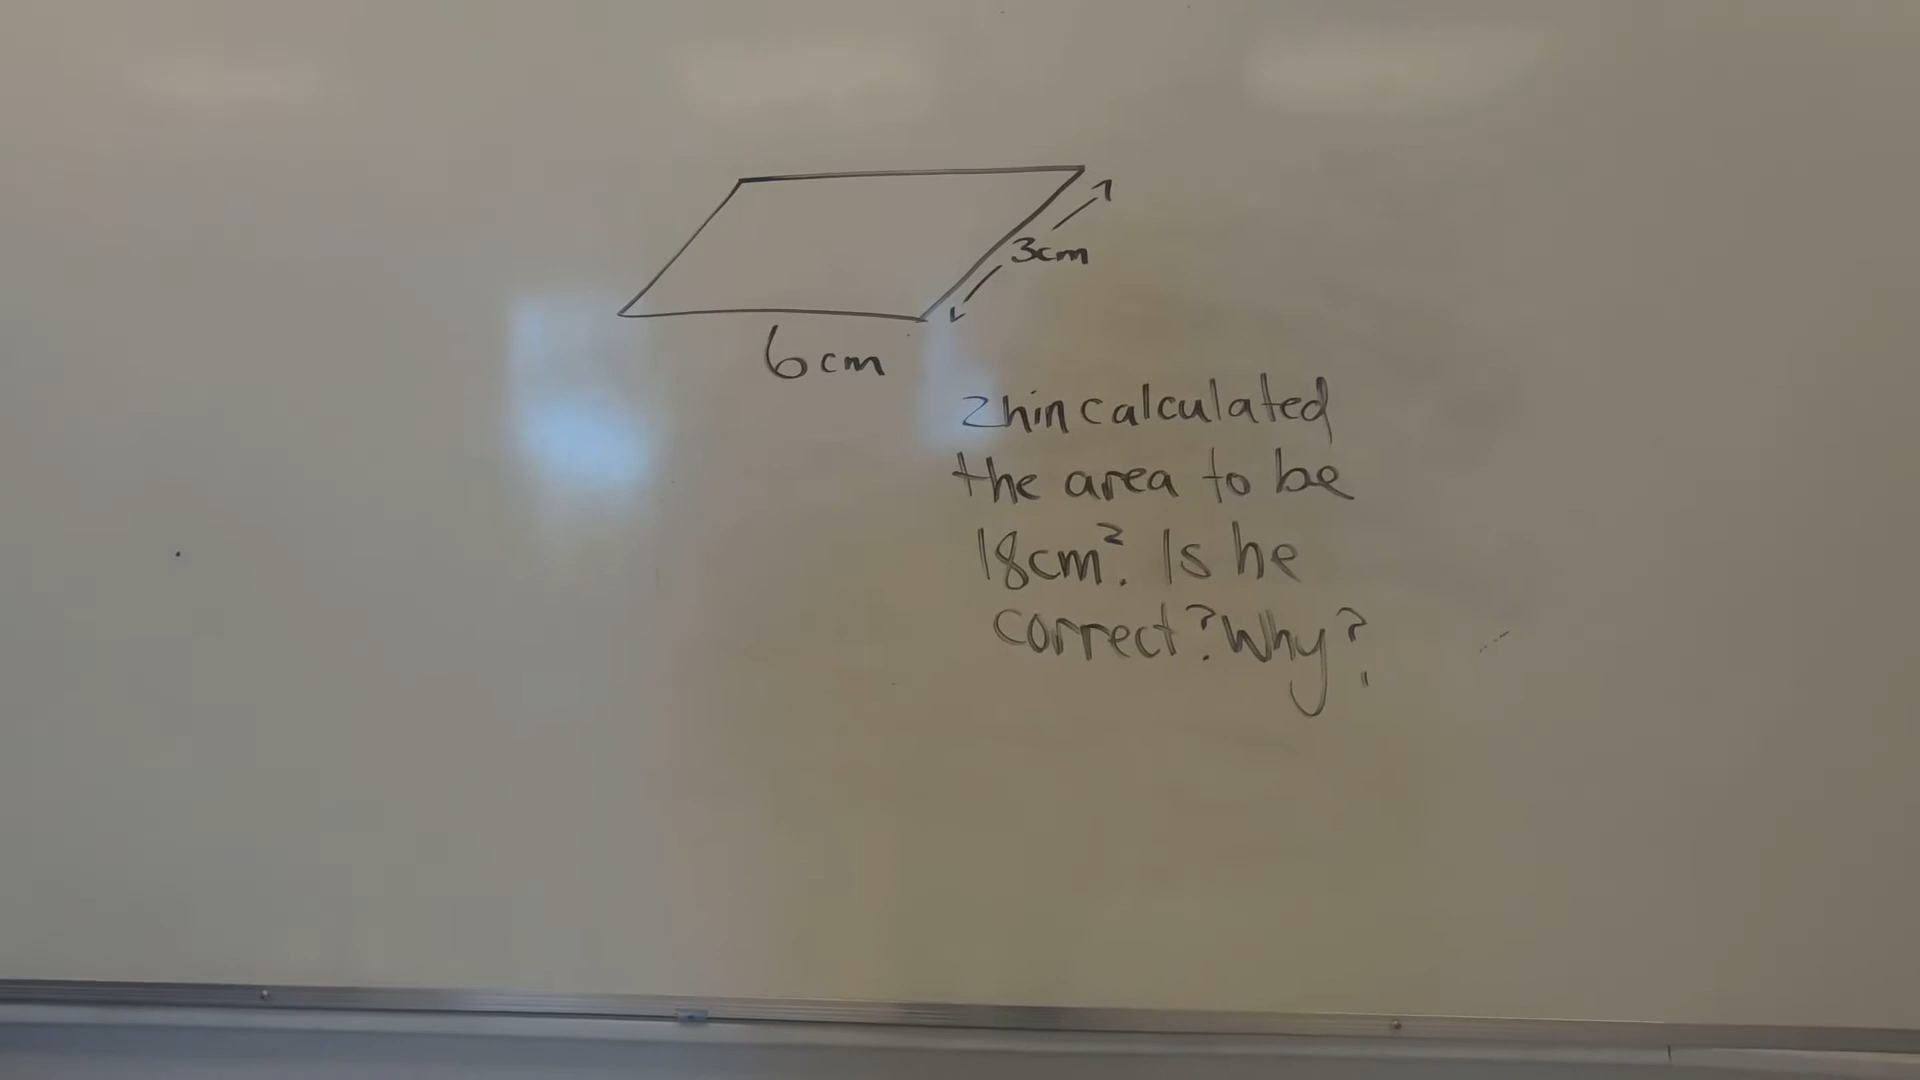 3cm
6cm
Zhin calculated
the area to be
18cm². Is he
correct? Why?